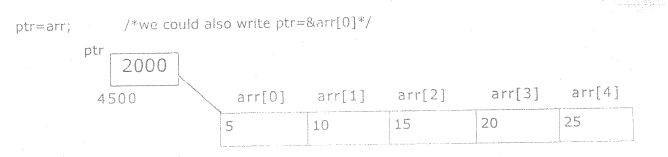 ptr=arr; /*we could also write ptr=&arr[0]*/
ptr
2000
4500
arr[0] arr[1] arr[2] arr[3] arr[4]
5 10 15 20 25